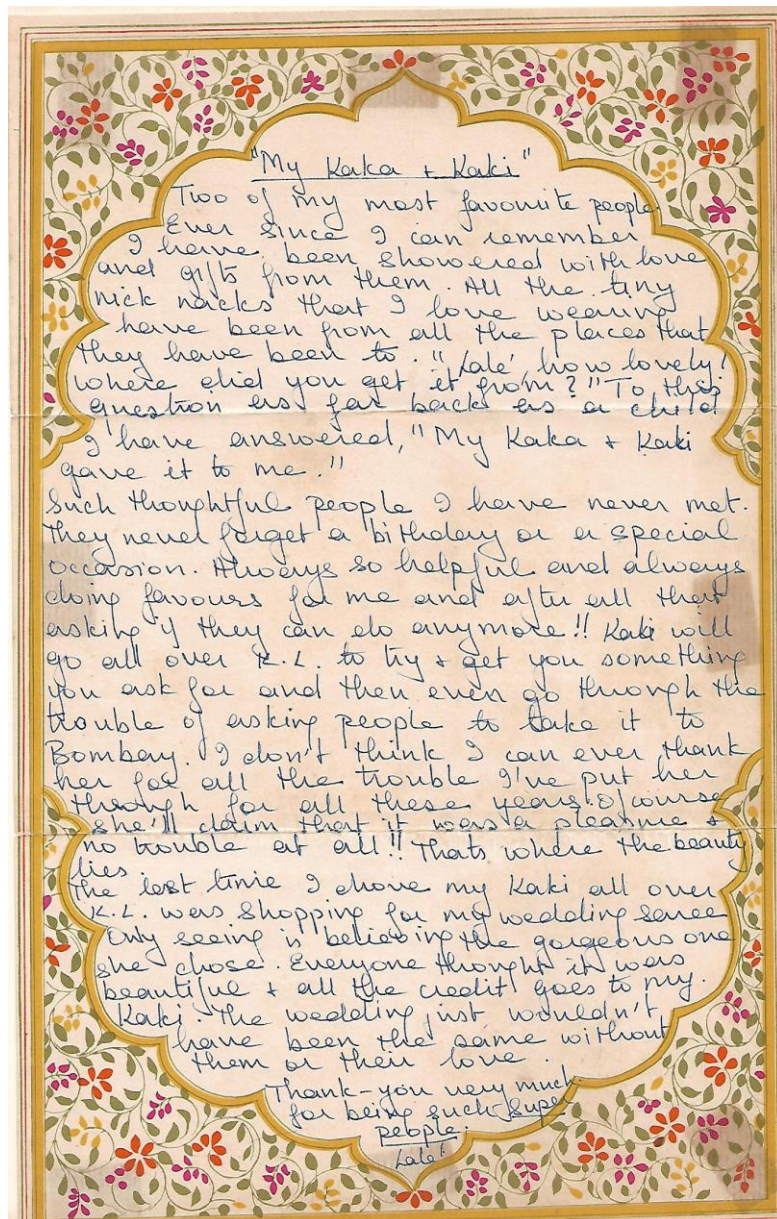 "My Kaka + Kaki"
Two of my most favourite people
Ever since I can remember
I have been showered with love
and gifts from them. All the tiny
nick nacks that I love wearing
have been from all the places that
they have been to. "Lalé, how lovely!
where did you get it from?" To this
question as far back as a child
I have answered, "My Kaka + Kaki
gave it to me."
Such thoughtful people I have never met.
They never forget a birthday or a special
occasion. Always so helpful and always
doing favours for me and after all that
asking if they can do anymore!! Kaki will
go all over K.L. to try + get you something
you ask for and then even go through the
trouble of asking people to take it to
Bombay. I don't think I can ever thank
her for all the trouble I've put her
through for all these years. Ofcourse
she'll claim that it was a pleasure +
no trouble at all!! Thats where the beauty
lies.
The last time I drove my Kaki all over
K.L. was shopping for my wedding saree
Only seeing is believing the gorgeous one
she chose. Everyone thought it was
beautiful + all the credit goes to my
Kaki. The wedding just wouldn't
have been the same without
them or their love.
Thank-you very much
for being such super
people.
Lalé